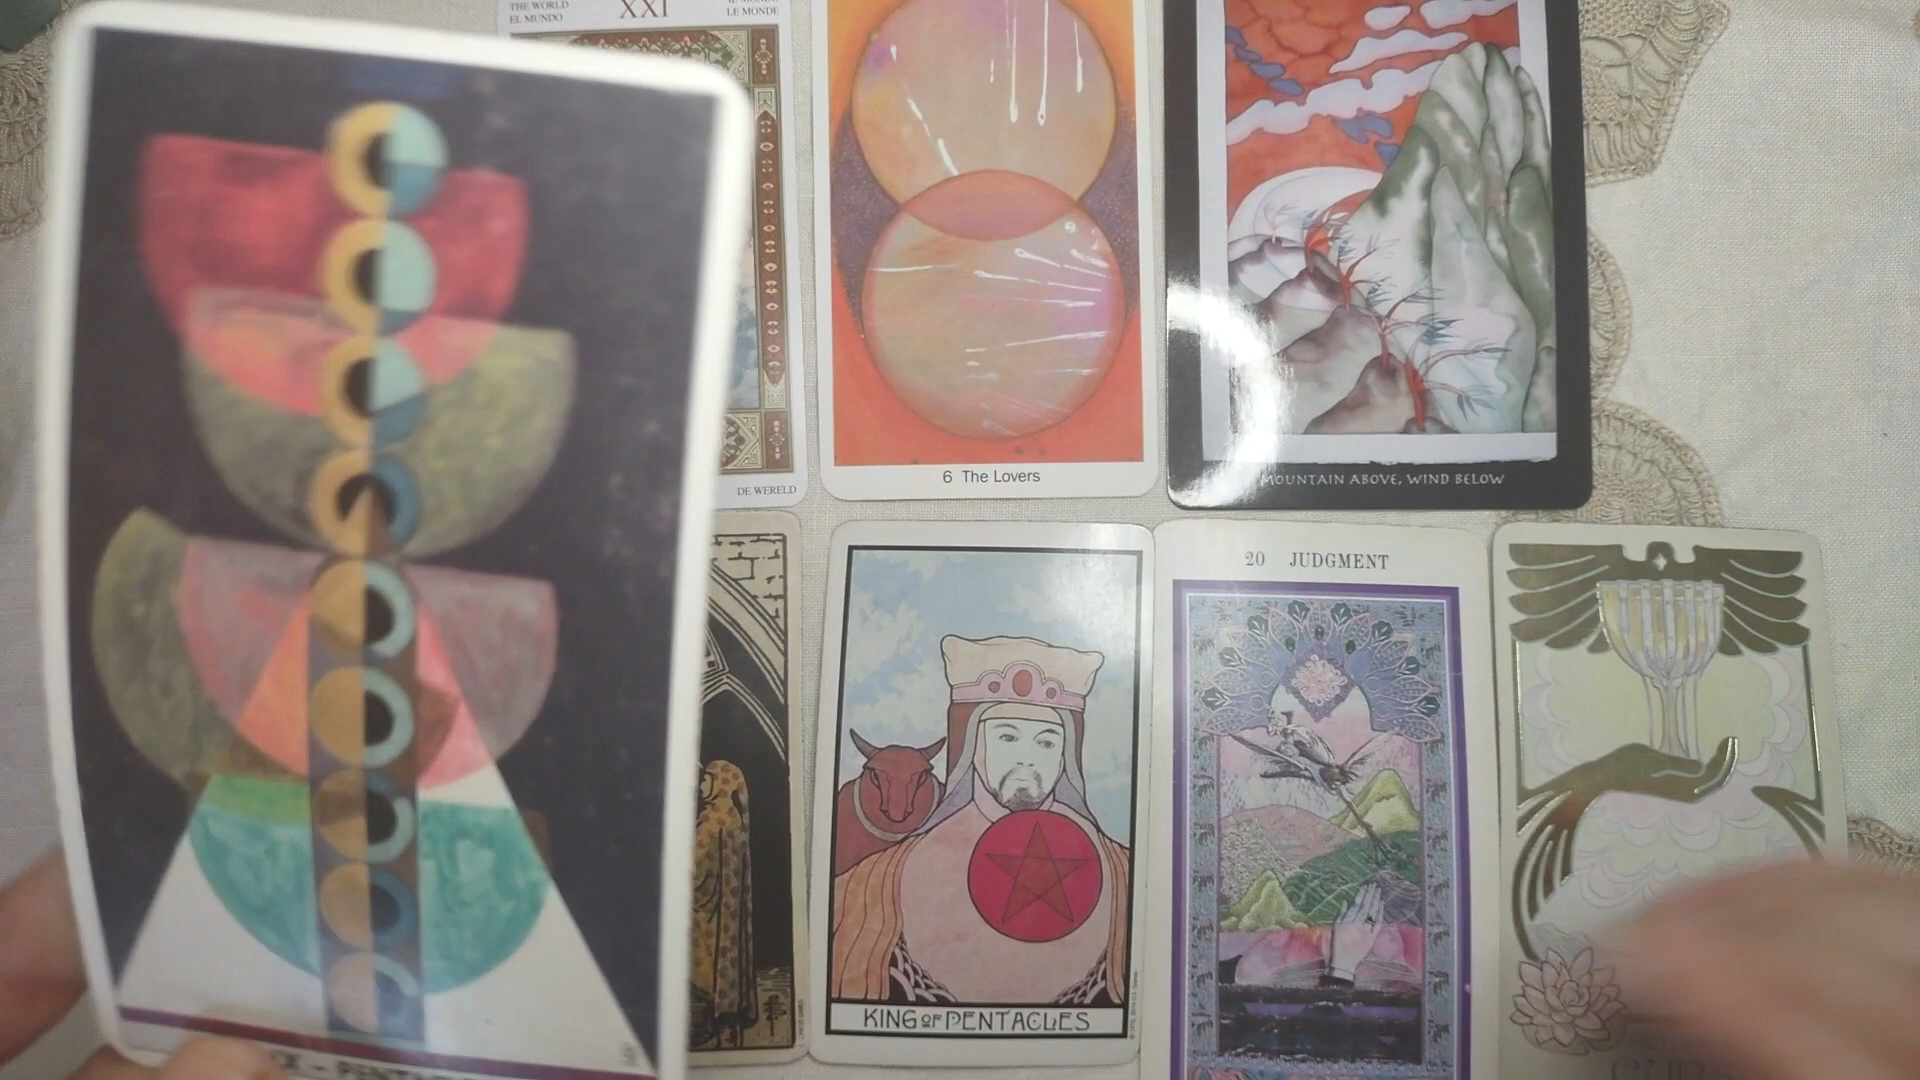 THE WORLD
EL MUNDO
XXI
LE MONDE
DE WERELD
6 The Lovers
MOUNTAIN ABOVE, WIND BELOW
KING OF PENTACLES
20 JUDGMENT